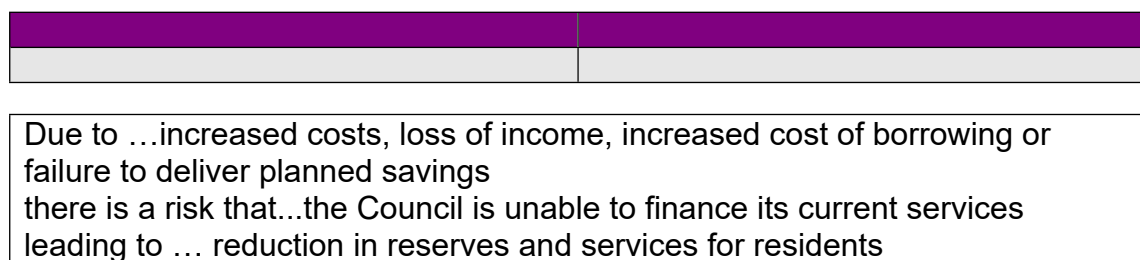 Due to …increased costs, loss of income, increased cost of borrowing or
failure to deliver planned savings
there is a risk that...the Council is unable to finance its current services
leading to … reduction in reserves and services for residents